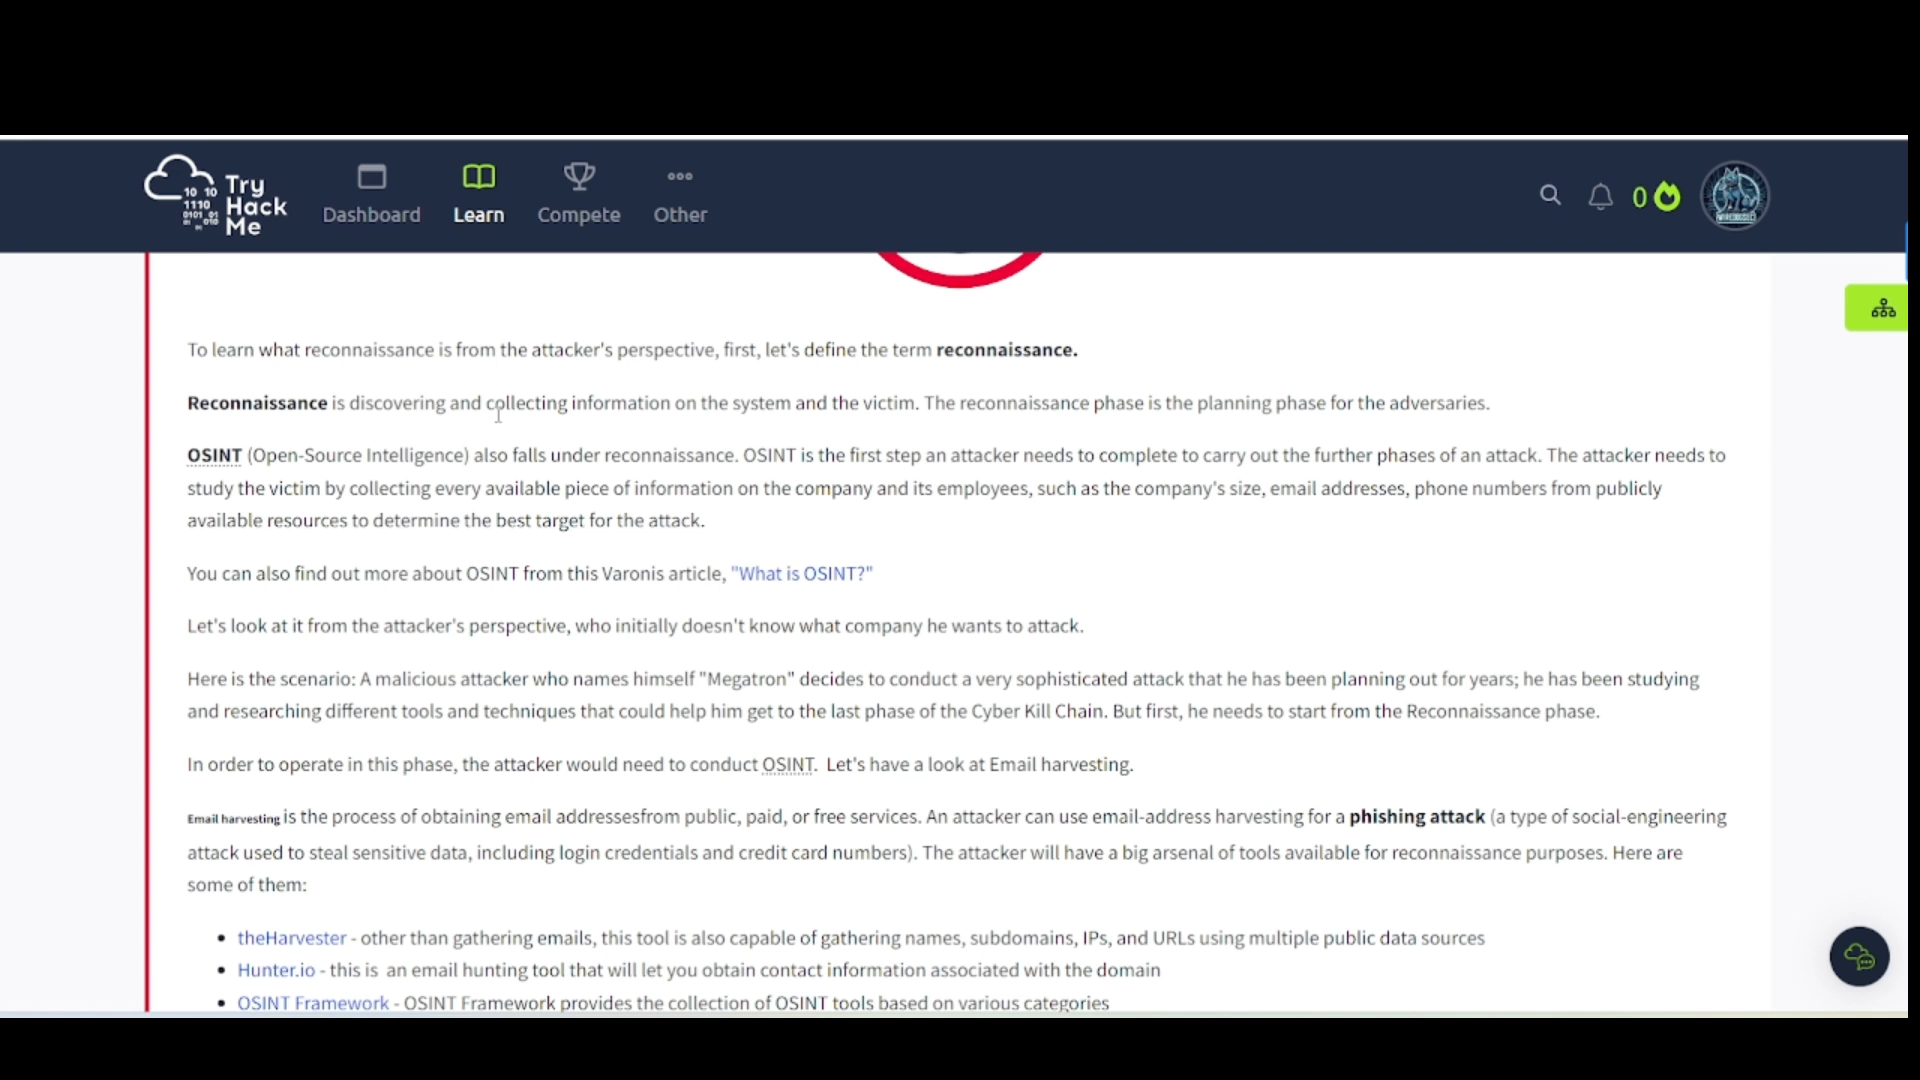 Try
Hack
Me
10 10
1110
0101 01
Dashboard
Learn
Compete
Other
0
To learn what reconnaissance is from the attacker's perspective, first, let's define the term reconnaissance.
Reconnaissance is discovering and collecting information on the system and the victim. The reconnaissance phase is the planning phase for the adversaries.
OSINT (Open-Source Intelligence) also falls under reconnaissance. OSINT is the first step an attacker needs to complete to carry out the further phases of an attack. The attacker needs to
study the victim by collecting every available piece of information on the company and its employees, such as the company's size, email addresses, phone numbers from publicly
available resources to determine the best target for the attack.
You can also find out more about OSINT from this Varonis article, "What is OSINT?"
Let's look at it from the attacker's perspective, who initially doesn't know what company he wants to attack.
Here is the scenario: A malicious attacker who names himself "Megatron" decides to conduct a very sophisticated attack that he has been planning out for years; he has been studying
and researching different tools and techniques that could help him get to the last phase of the Cyber Kill Chain. But first, he needs to start from the Reconnaissance phase.
In order to operate in this phase, the attacker would need to conduct OSINT. Let's have a look at Email harvesting.
Email harvesting is the process of obtaining email addressesfrom public, paid, or free services. An attacker can use email-address harvesting for a phishing attack (a type of social-engineering
attack used to steal sensitive data, including login credentials and credit card numbers). The attacker will have a big arsenal of tools available for reconnaissance purposes. Here are
some of them:
• theHarvester - other than gathering emails, this tool is also capable of gathering names, subdomains, IPs, and URLs using multiple public data sources
• Hunter.io - this is an email hunting tool that will let you obtain contact information associated with the domain
• OSINT Framework - OSINT Framework provides the collection of OSINT tools based on various categories